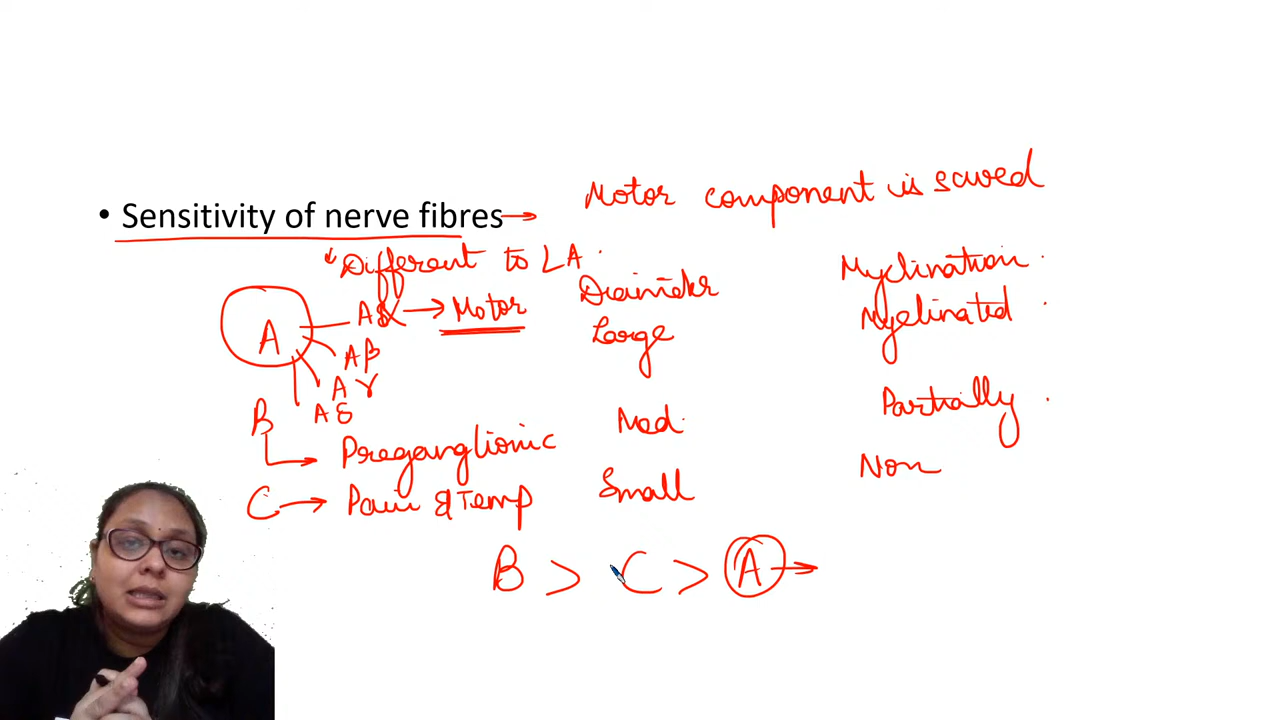 Motor component is saved
• Sensitivity of nerve fibres →
Different to LA.
Diameter
Myelination.
A
Aα → Motor
Large
Myelinated
Aβ
Aγ
Aδ
B
Preganglionic
Med.
Partially
C → Pain & Temp
Small
Non
B > C > A →